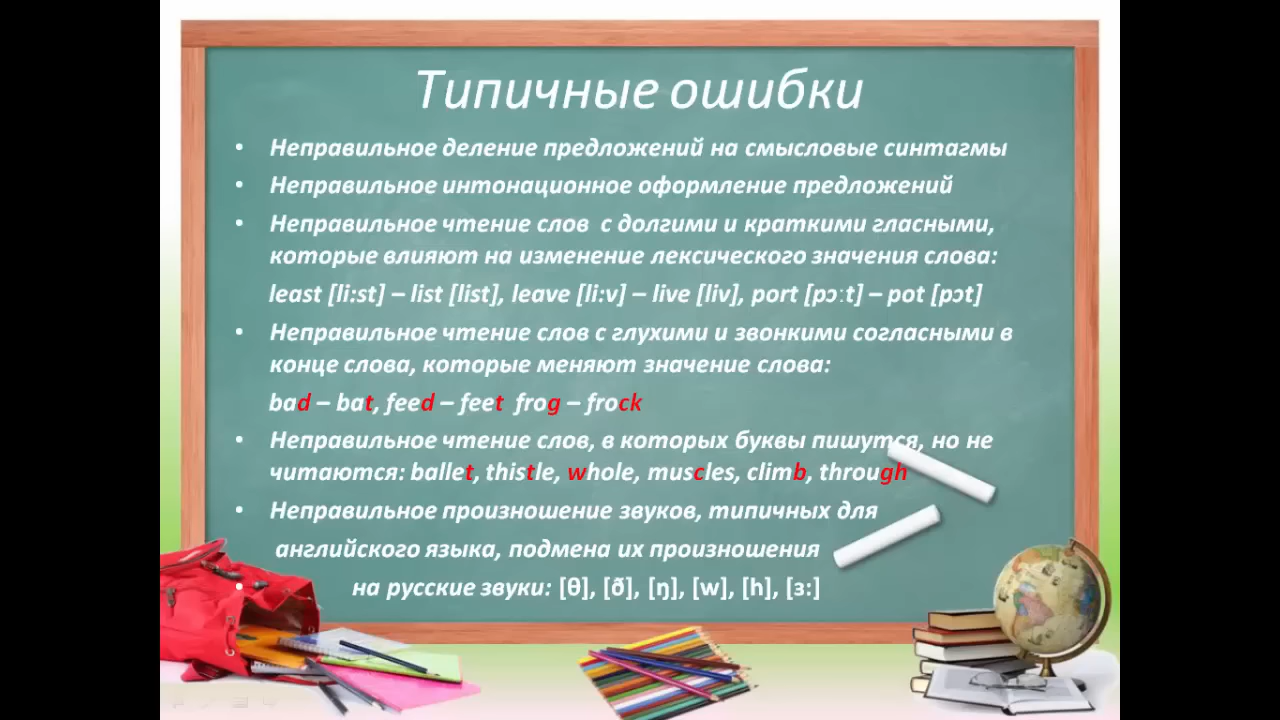 Типичные ошибки
• Неправильное деление предложений на смысловые синтагмы
• Неправильное интонационное оформление предложений
• Неправильное чтение слов с долгими и краткими гласными,
которые влияют на изменение лексического значения слова:
least [li:st] – list [list], leave [li:v] – live [liv], port [pɔ:t] – pot [pɔt]
• Неправильное чтение слов с глухими и звонкими согласными в
конце слова, которые меняют значение слова:
bad – bat, feed – feet frog – frock
• Неправильное чтение слов, в которых буквы пишутся, но не
читаются: ballet, thistle, whole, muscles, climb, through
• Неправильное произношение звуков, типичных для
английского языка, подмена их произношения
• на русские звуки: [θ], [ð], [ŋ], [w], [h], [ɜ:]